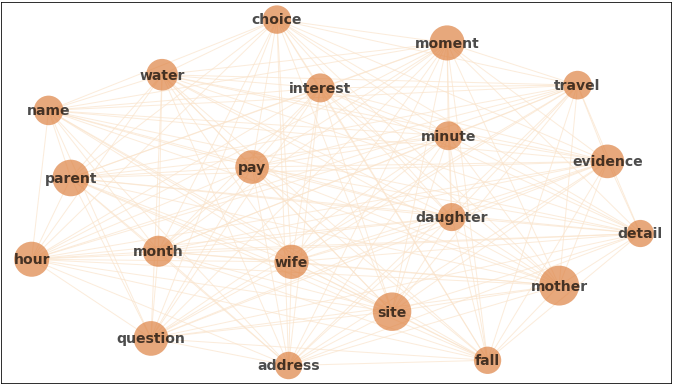 choice
moment
water
interest
travel
name
minute
evidence
pay
parent
daughter
detail
month
hour
wife
mother
site
question
fall
address